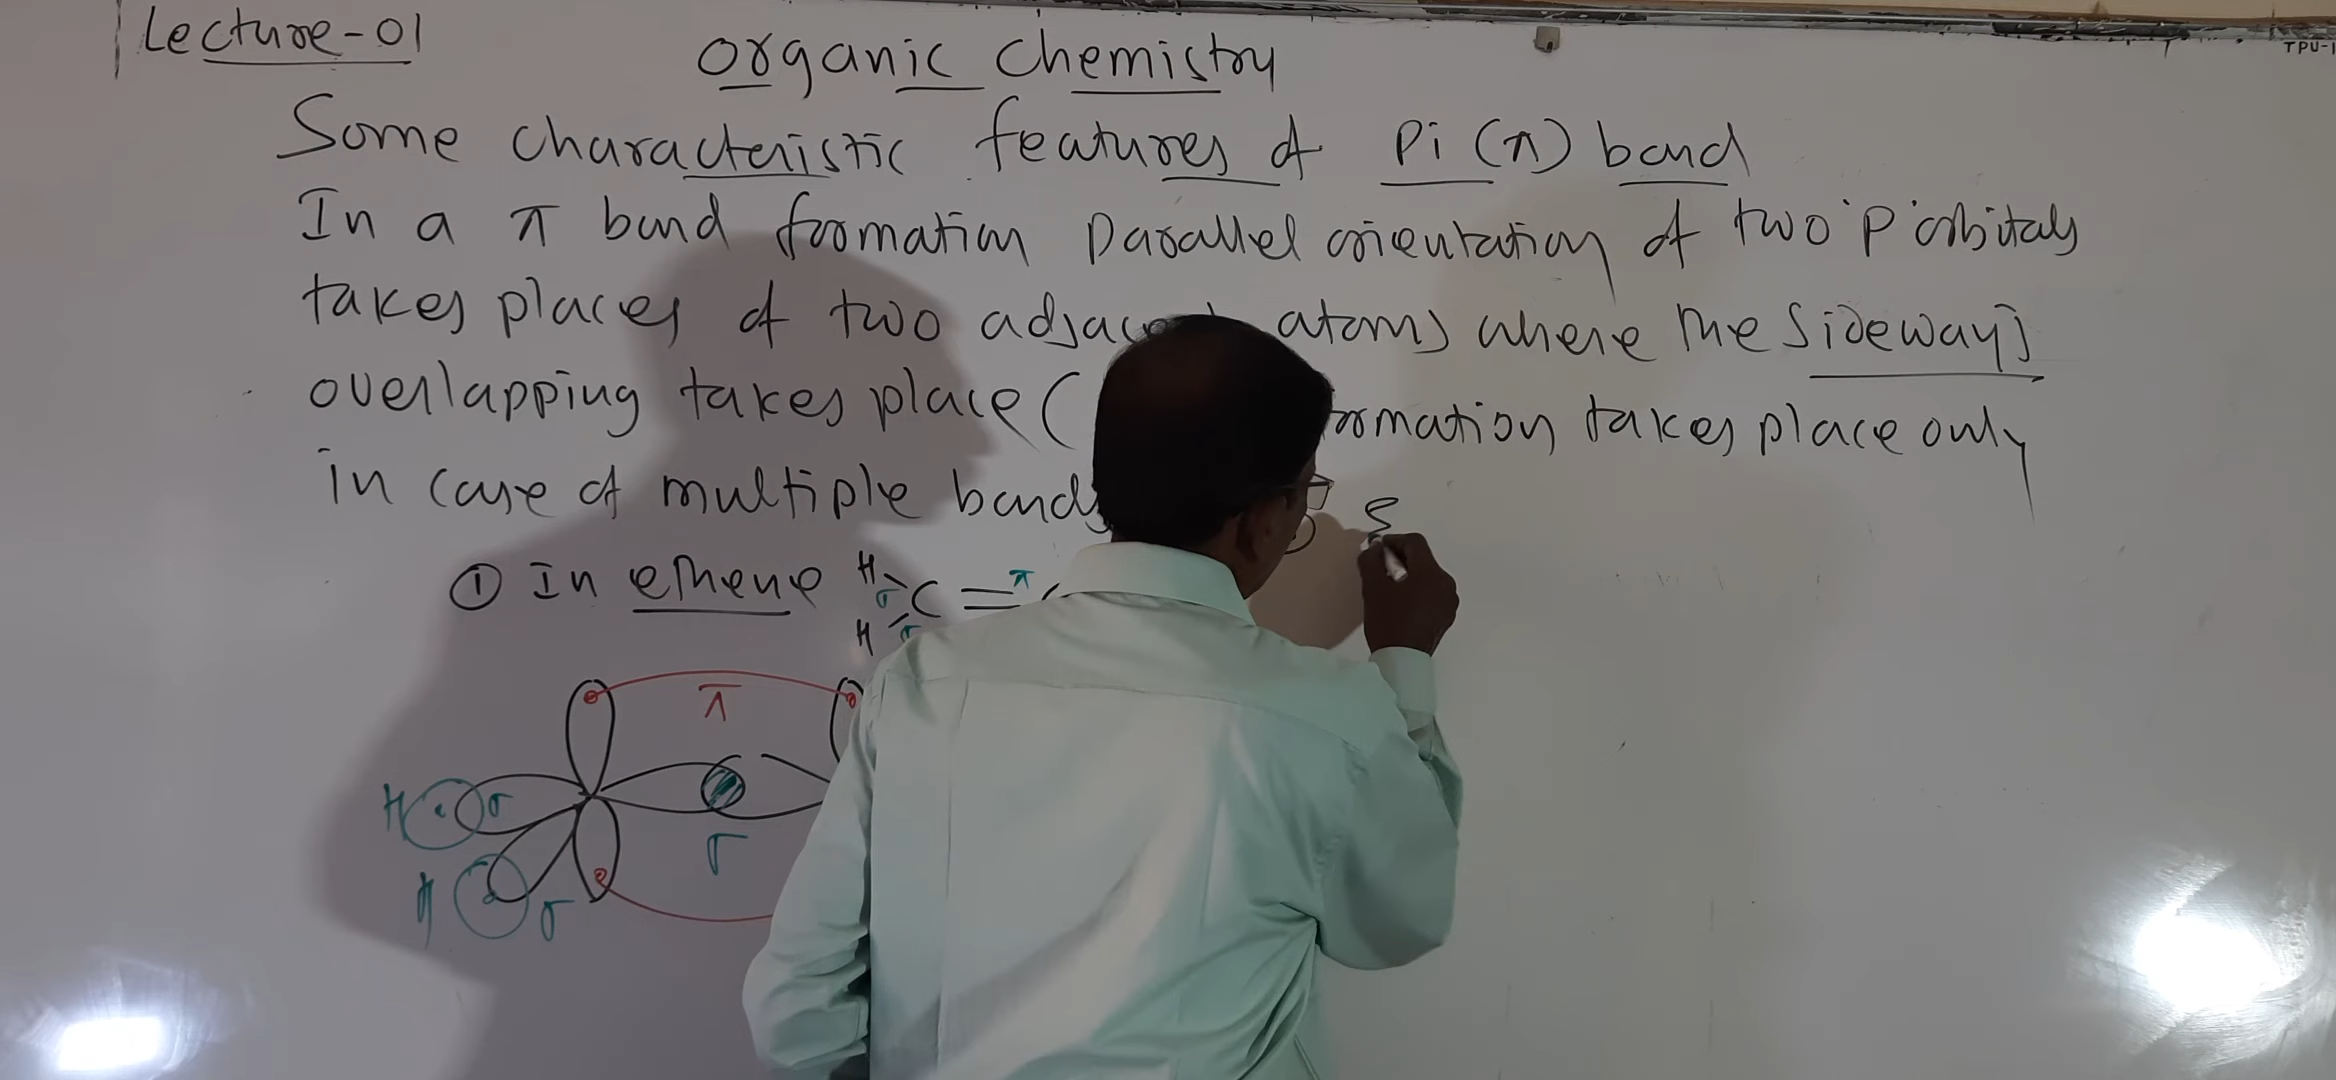 Lecture-01
Organic Chemistry
Some characteristic features of Pi (π) bond
In a π bond formation parallel orientation of two 'P' orbitals
takes places of two adjacent atoms where the sideways
overlapping takes place ( formation takes place only
in case of multiple bonds
① In ethene H σ C = π
H σ
π
H σ σ
H σ
S
TPU-1